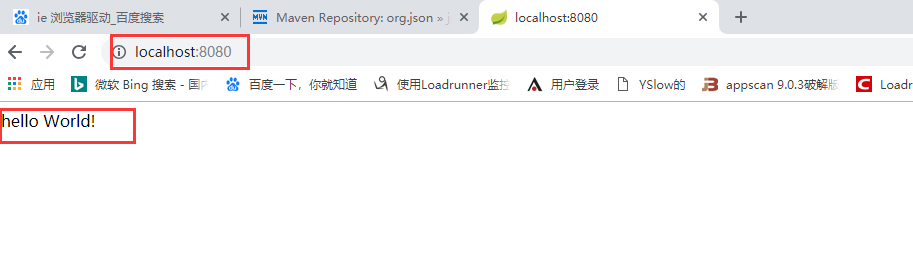 ie 浏览器驱动_百度搜索
MVN
Maven Repository: org.json » j
localhost:8080
localhost:8080
应用
微软 Bing 搜索 - 国内
百度一下，你就知道
使用Loadrunner监控
用户登录
YSlow的
appscan 9.0.3破解版
Loadr
hello World!